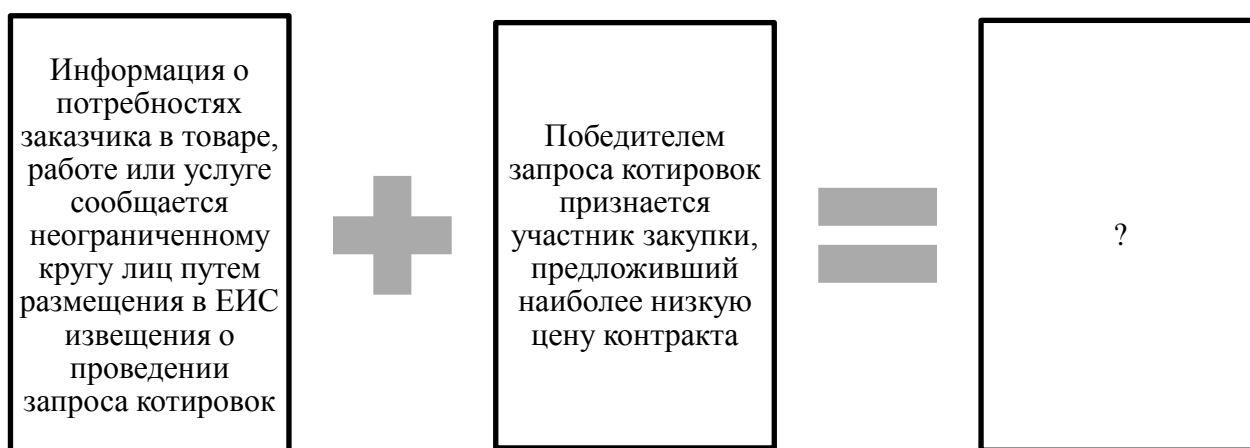 Информация о
потребностях
заказчика в товаре,
работе или услуге
сообщается
неограниченному
кругу лиц путем
размещения в ЕИС
извещения о
проведении
запроса котировок
Победителем
запроса котировок
признается
участник закупки,
предложивший
наиболее низкую
цену контракта
?